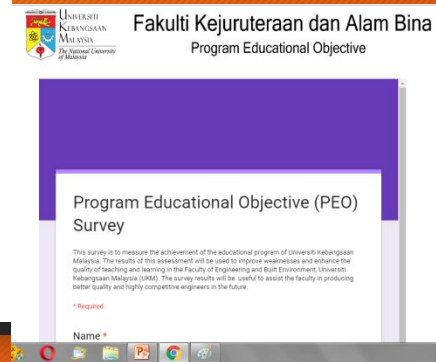 UNIVERSITI
KEBANGSAAN
MALAYSIA
The National University
of Malaysia
Fakulti Kejuruteraan dan Alam Bina
Program Educational Objective
Program Educational Objective (PEO)
Survey
This survey is to measure the achievement of the educational program of Universiti Kebangsaan
Malaysia. The results of this assessment will be used to improve weaknesses and enhance the
quality of teaching and learning in the Faculty of Engineering and Built Environment, Universiti
Kebangsaan Malaysia (UKM). The survey results will be useful to assist the faculty in producing
better quality and highly competitive engineers in the future.
* Required
Name *